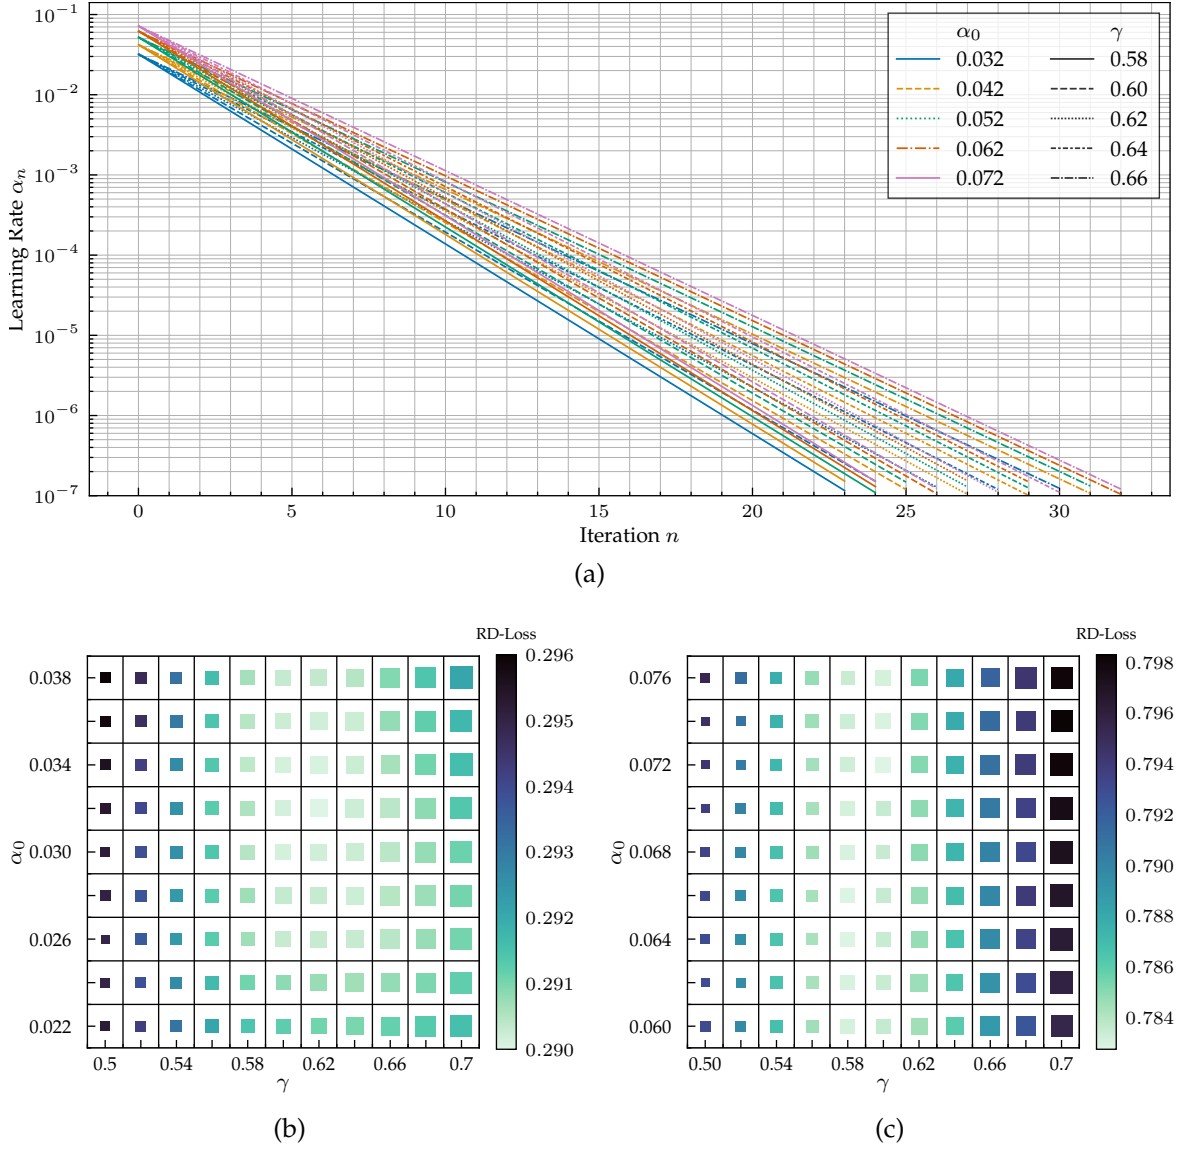 10⁻¹
10⁻²
10⁻³
10⁻⁴
10⁻⁵
10⁻⁶
10⁻⁷
Learning Rate αₙ
α₀ γ
0.032 0.58
0.042 0.60
0.052 0.62
0.062 0.64
0.072 0.66
0 5 10 15 20 25 30
Iteration n
(a)
RD-Loss
0.038
0.034
0.030
0.026
0.022
α₀
0.5 0.54 0.58 0.62 0.66 0.7
γ
0.296
0.295
0.294
0.293
0.292
0.291
0.290
(b)
RD-Loss
0.076
0.072
0.068
0.064
0.060
α₀
0.50 0.54 0.58 0.62 0.66 0.7
γ
0.798
0.796
0.794
0.792
0.790
0.788
0.786
0.784
(c)